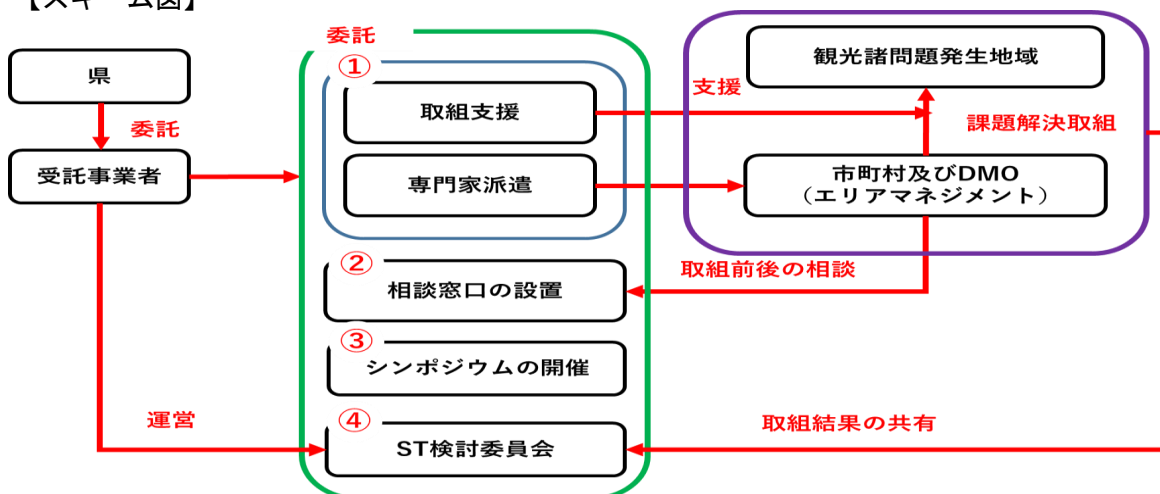 【スキーム図】
県
委託
受託事業者
運営
委託
①
取組支援
専門家派遣
②
相談窓口の設置
③
シンポジウムの開催
④
ST検討委員会
支援
観光諸問題発生地域
課題解決取組
市町村及びDMO
（エリアマネジメント）
取組前後の相談
取組結果の共有